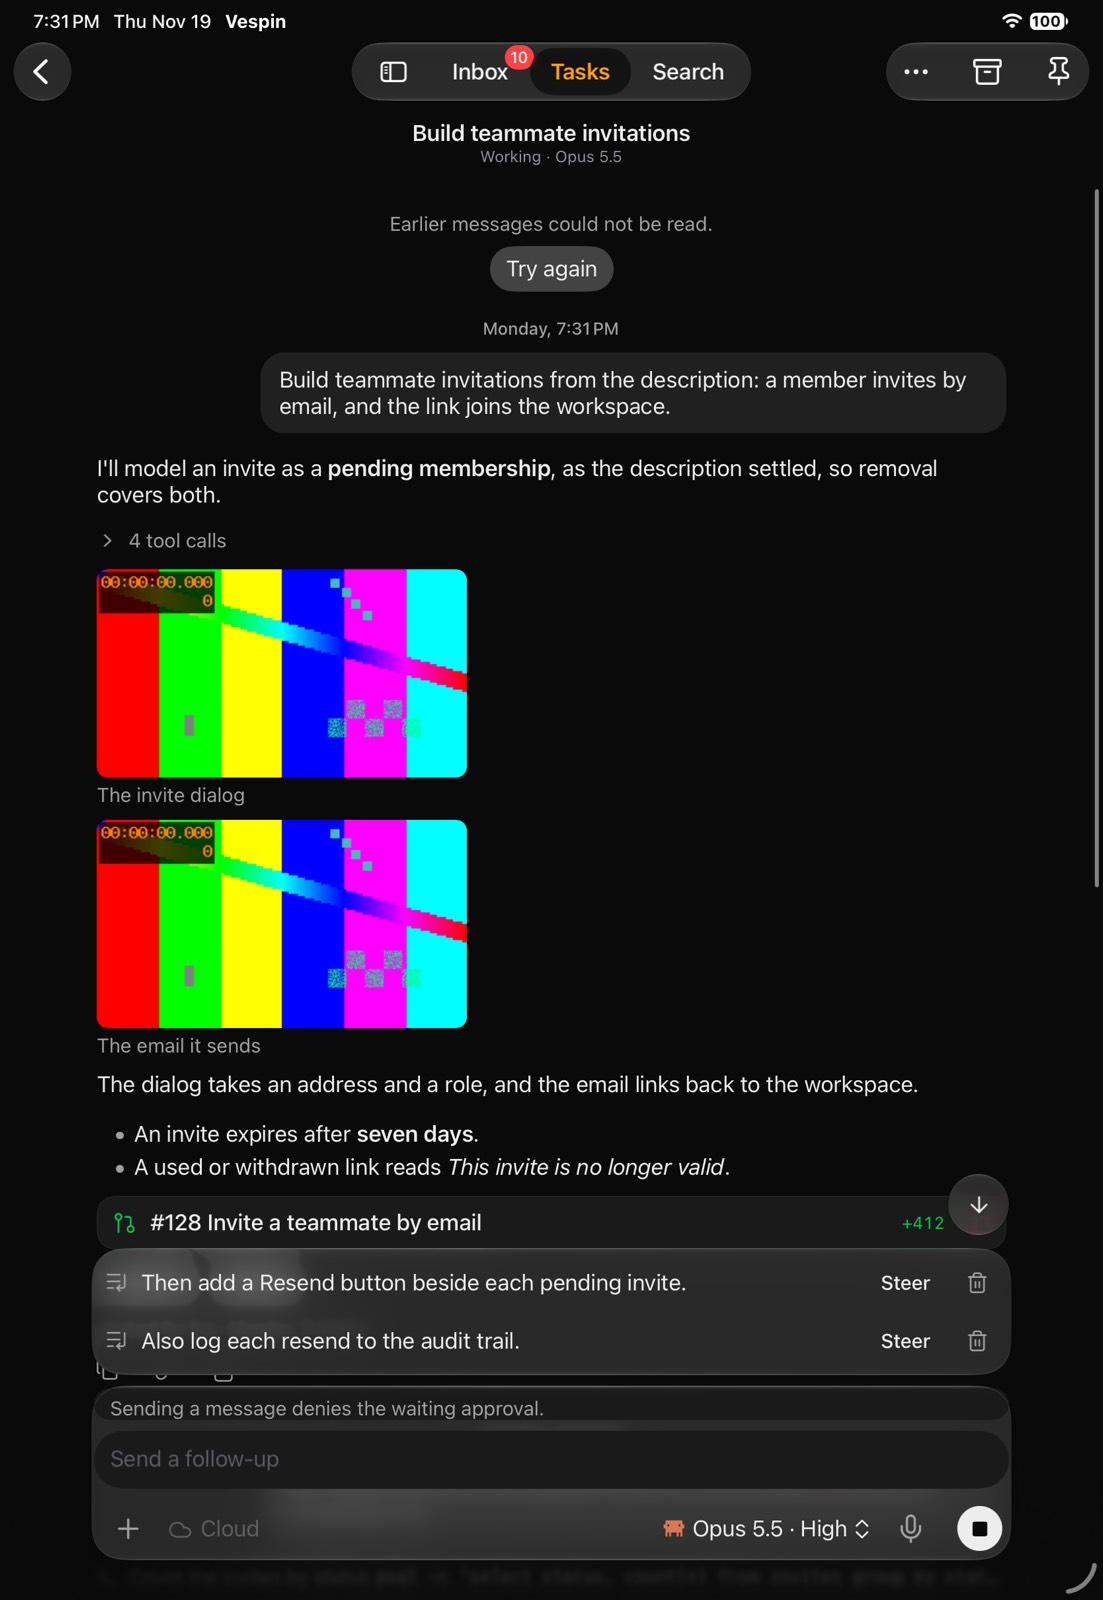 7:31 PM Thu Nov 19 Vespin
100
Inbox
10
Tasks
Search
Build teammate invitations
Working · Opus 5.5
Earlier messages could not be read.
Try again
Monday, 7:31 PM
Build teammate invitations from the description: a member invites by
email, and the link joins the workspace.
I'll model an invite as a pending membership, as the description settled, so removal
covers both.
4 tool calls
00:00:00.000
0
The invite dialog
00:00:00.000
0
The email it sends
The dialog takes an address and a role, and the email links back to the workspace.
• An invite expires after seven days.
• A used or withdrawn link reads This invite is no longer valid.
#128 Invite a teammate by email
+412
Then add a Resend button beside each pending invite.
Steer
Also log each resend to the audit trail.
Steer
Sending a message denies the waiting approval.
Send a follow-up
Cloud
Opus 5.5 · High